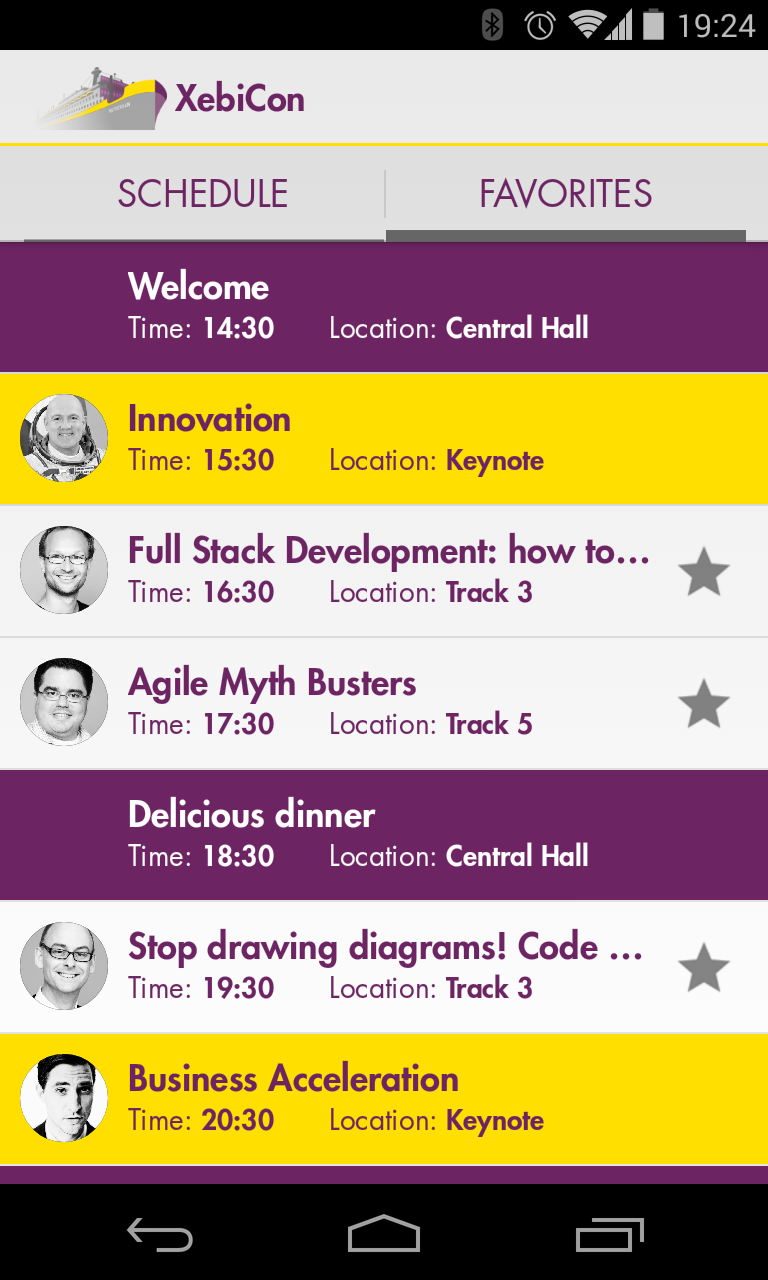 19:24
XebiCon
SCHEDULE
FAVORITES
Welcome
Time: 14:30 Location: Central Hall
Innovation
Time: 15:30 Location: Keynote
Full Stack Development: how to...
Time: 16:30 Location: Track 3
Agile Myth Busters
Time: 17:30 Location: Track 5
Delicious dinner
Time: 18:30 Location: Central Hall
Stop drawing diagrams! Code ...
Time: 19:30 Location: Track 3
Business Acceleration
Time: 20:30 Location: Keynote